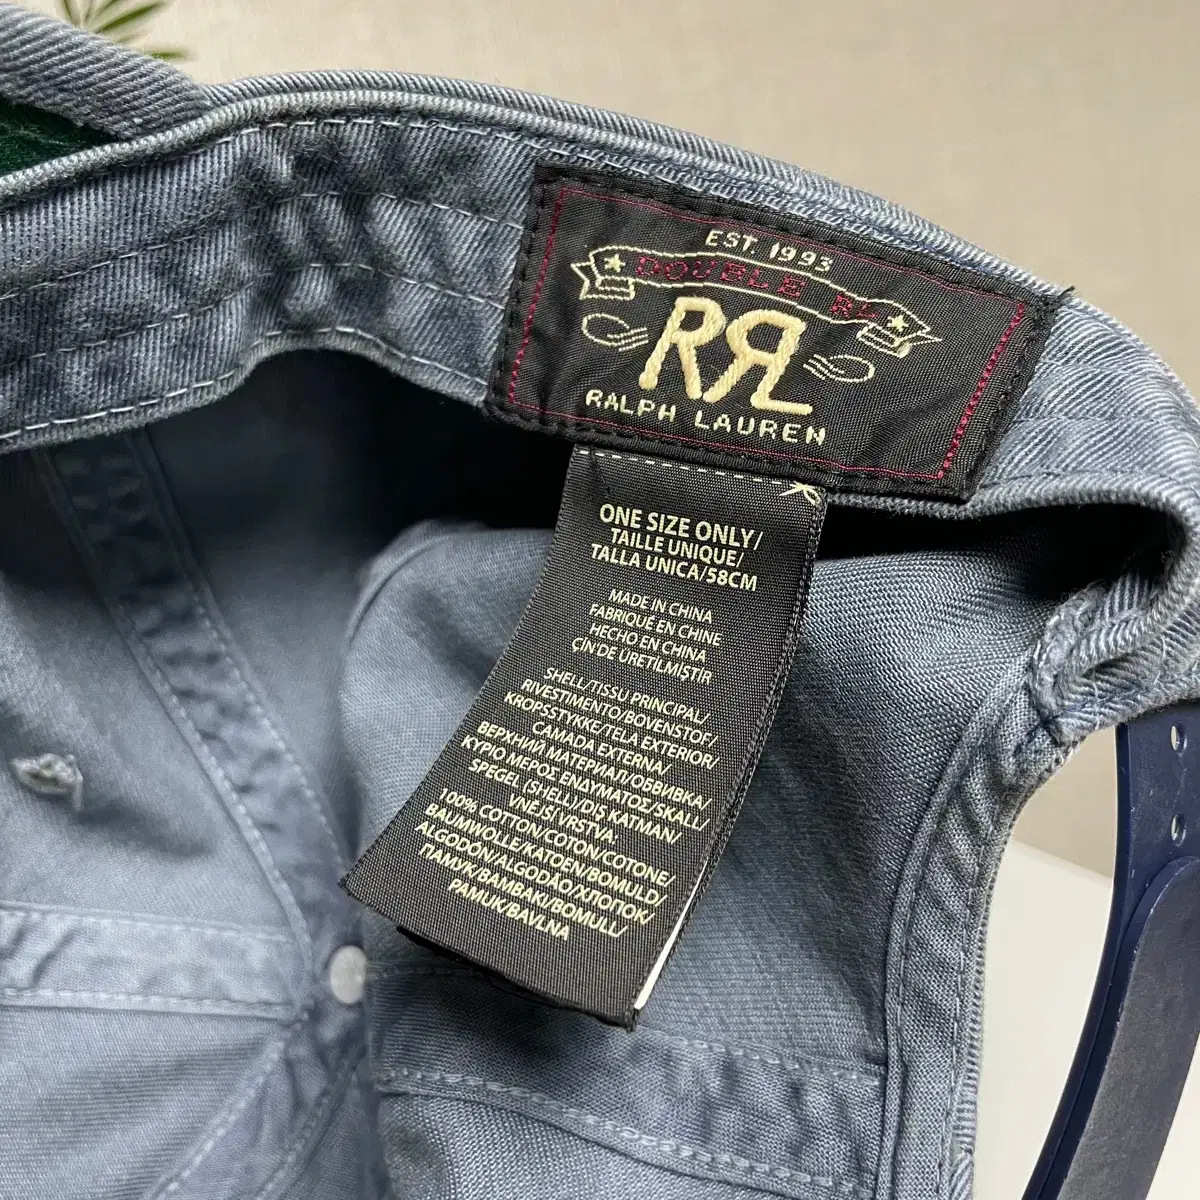 EST. 1993
DOUBLE RL
RRL
RALPH LAUREN
ONE SIZE ONLY/
TAILLE UNIQUE/
TALLA UNICA/58CM
MADE IN CHINA
FABRIQUÉ EN CHINE
HECHO EN CHINA
ÇİN'DE ÜRETİLMİŞTİR
SHELL/TISSU PRINCIPAL/
RIVESTIMENTO/BOVENSTOF/
KROPSSTYKKE/TELA EXTERIOR/
CAMADA EXTERNA/
ВЕРХНИЙ МАТЕРИАЛ/ОБВИВКА/
ΚΥΡΙΟ ΜΕΡΟΣ ΕΝΔΥΜΑΤΟΣ/SKALL/
SPEGEL (SHELL)/DIŞ KATMAN/
VNĚJŠÍ VRSTVA
100% COTTON/COTON/COTONE/
BAUMWOLLE/KATOEN/BOMULD/
ALGODÓN/ALGODÃO/ХЛОПОК/
ПАМУК/ΒΑΜΒΑΚΙ/BOMULL/
PAMUK/BAVLNA